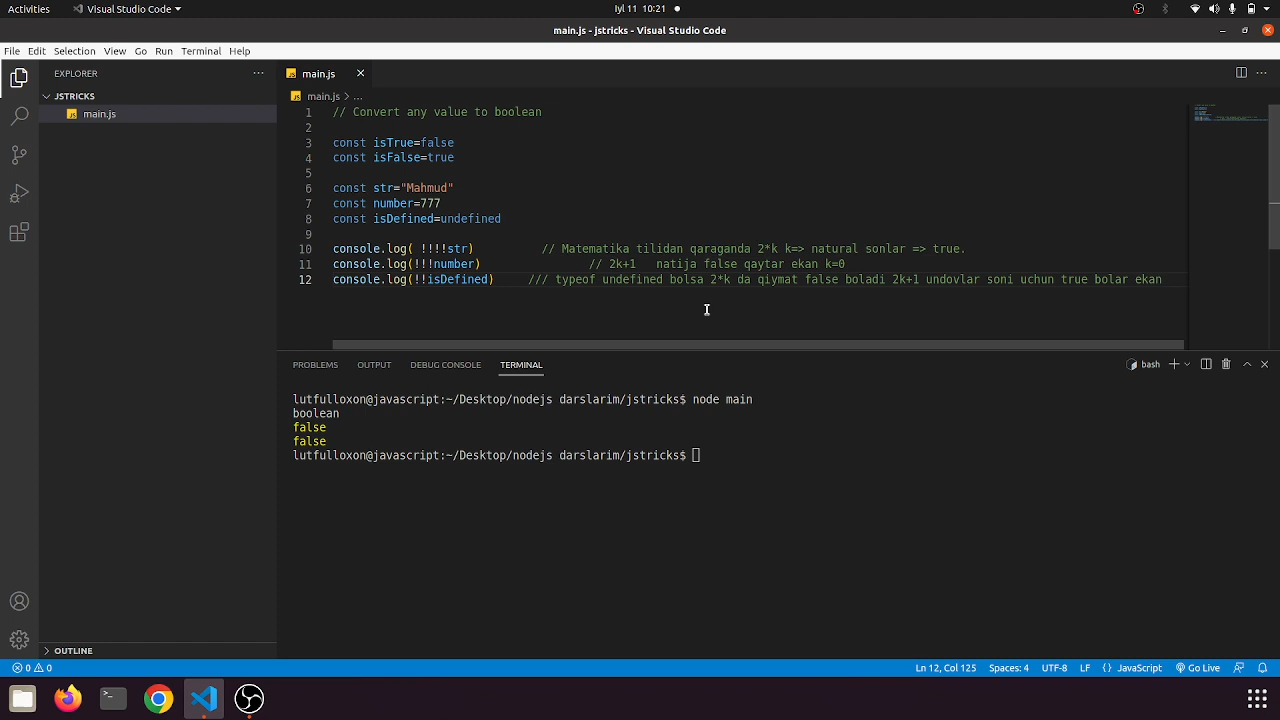 Activities Visual Studio Code Iyl 11 10:21
main.js - jstricks - Visual Studio Code
File Edit Selection View Go Run Terminal Help
EXPLORER
JSTRICKS
JS main.js
JS main.js
JS main.js > ...
1 // Convert any value to boolean
2
3 const isTrue=false
4 const isFalse=true
5
6 const str="Mahmud"
7 const number=777
8 const isDefined=undefined
9
10 console.log( !!!!str) // Matematika tilidan qaraganda 2*k k=> natural sonlar => true.
11 console.log(!!!number) // 2k+1 natija false qaytar ekan k=0
12 console.log(!!isDefined) /// typeof undefined bolsa 2*k da qiymat false boladi 2k+1 undovlar soni uchun true bolar ekan
PROBLEMS OUTPUT DEBUG CONSOLE TERMINAL bash
lutfulloxon@javascript:~/Desktop/nodejs darslarim/jstricks$ node main
boolean
false
false
lutfulloxon@javascript:~/Desktop/nodejs darslarim/jstricks$
OUTLINE
0 0 Ln 12, Col 125 Spaces: 4 UTF-8 LF {} JavaScript Go Live